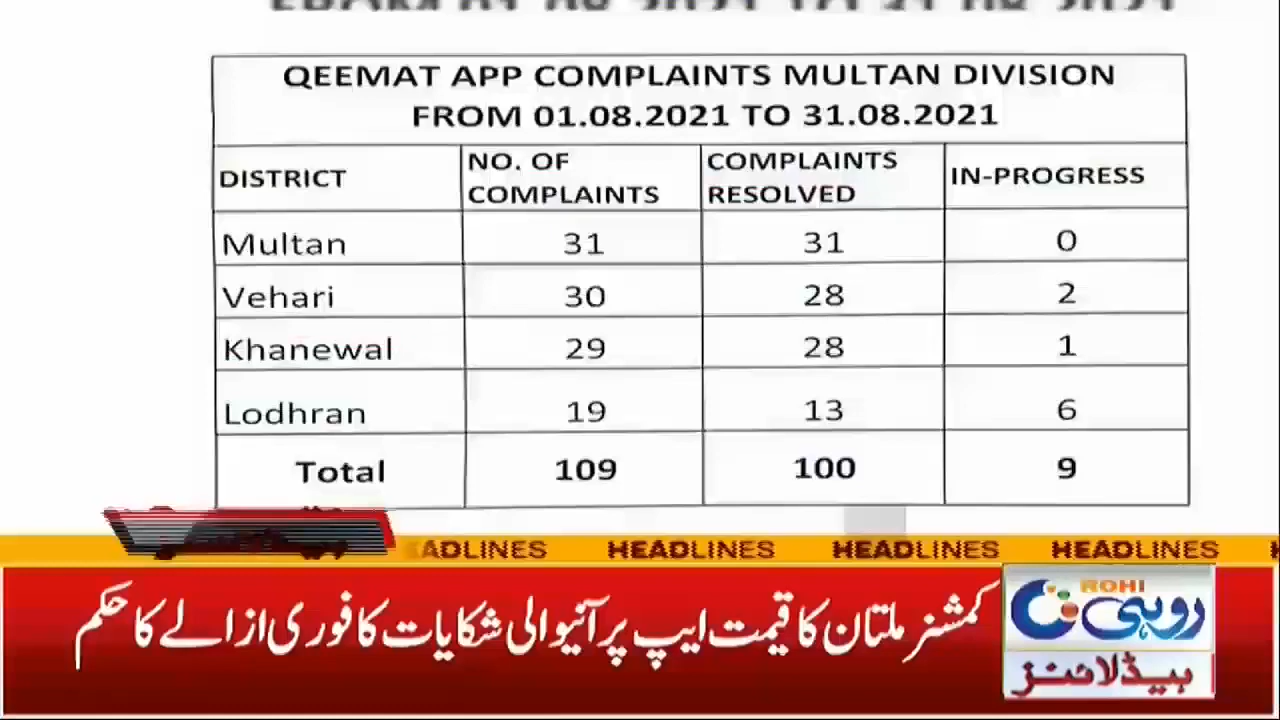 QEEMAT APP COMPLAINTS MULTAN DIVISION
FROM 01.08.2021 TO 31.08.2021
DISTRICT NO. OF COMPLAINTS COMPLAINTS RESOLVED IN-PROGRESS
Multan 31 31 0
Vehari 30 28 2
Khanewal 29 28 1
Lodhran 19 13 6
Total 109 100 9
HEADLINES HEADLINES HEADLINES
کمشنر ملتان کا قیمت ایپ پر آنیوالی شکایات کا فوری ازالے کا حکم
ROHI
روہی
ہیڈلائنز